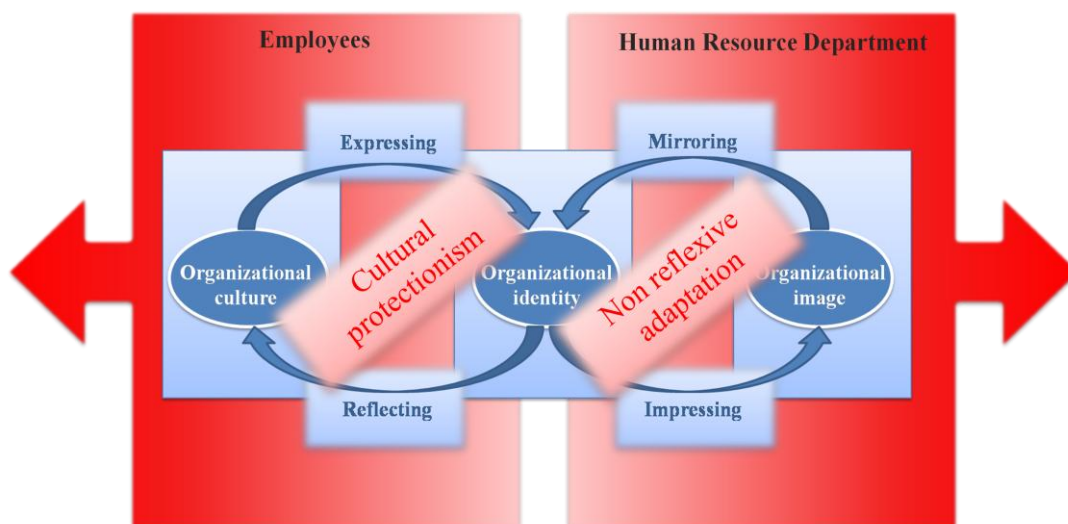 Employees
Human Resource Department
Expressing
Mirroring
Cultural
protectionism
Non reflexive
adaptation
Organizational
culture
Organizational
identity
Organizational
image
Reflecting
Impressing